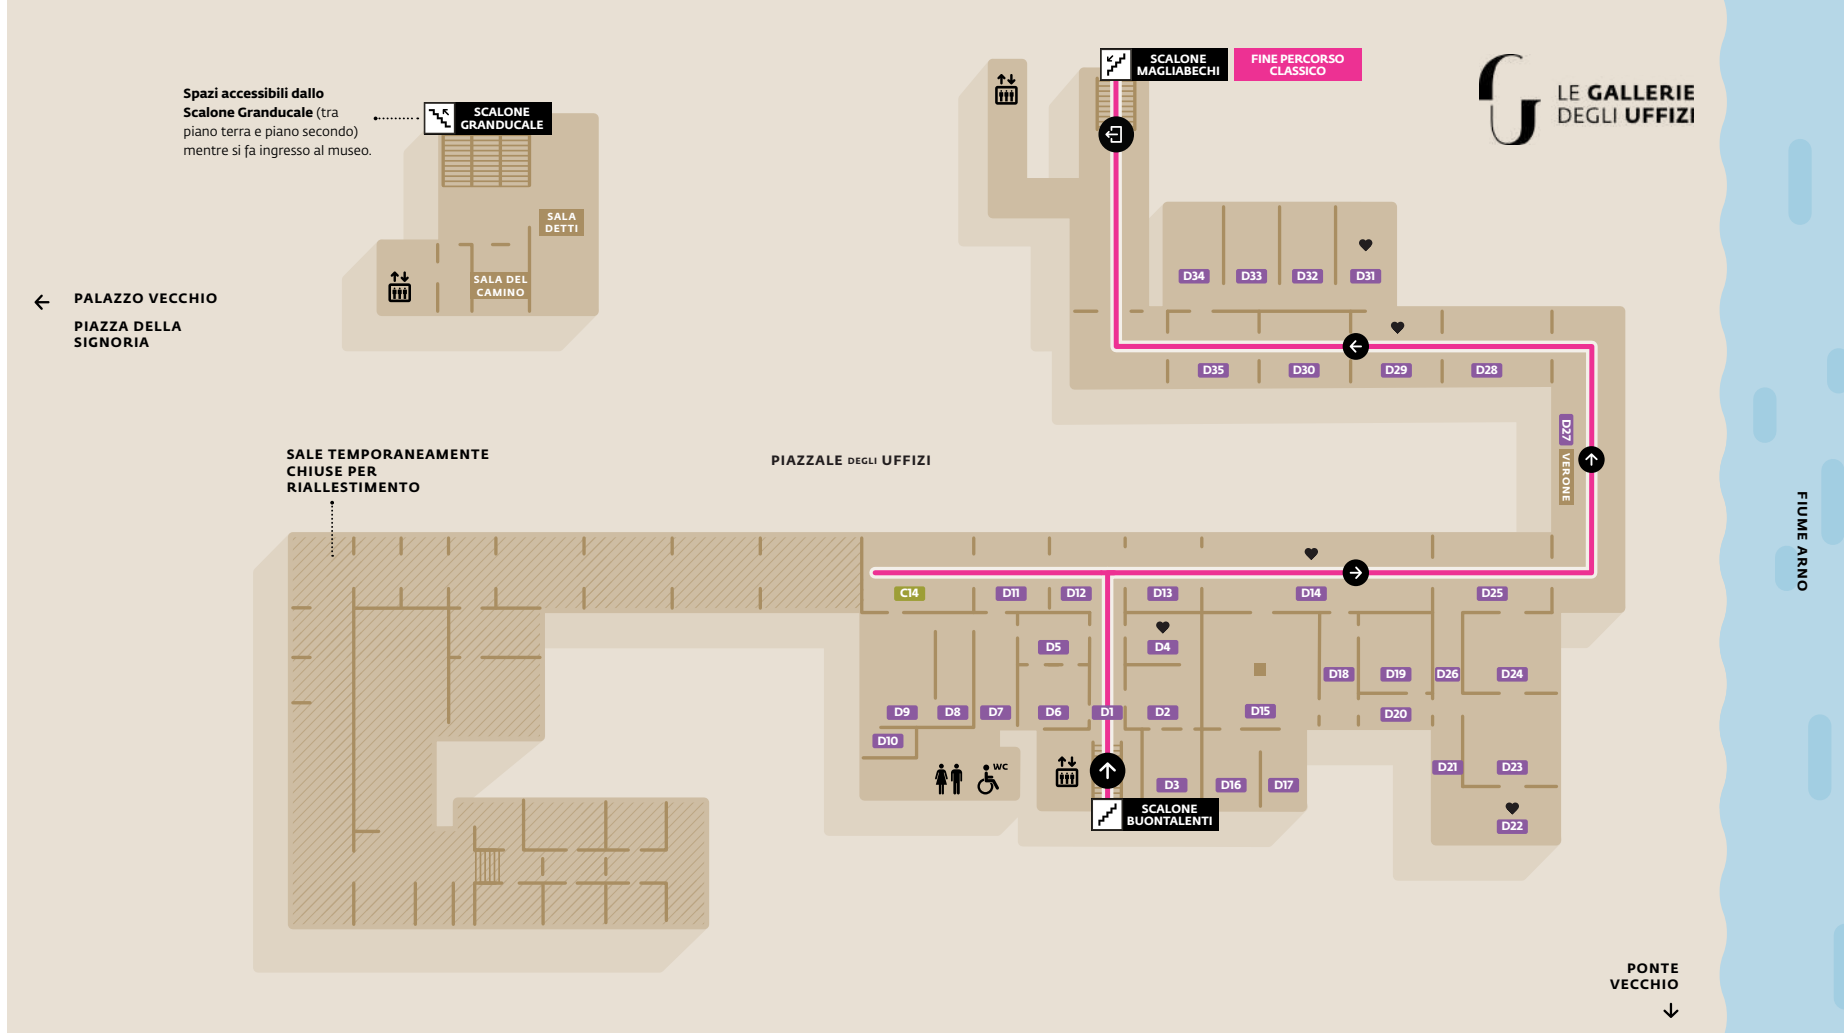 SCALONE
MAGLIABECHI
FINE PERCORSO
CLASSICO
LE GALLERIE
DEGLI UFFIZI
Spazi accessibili dallo
Scalone Granducale (tra
piano terra e piano secondo)
mentre si fa ingresso al museo.
SCALONE
GRANDUCALE
SALA
DETTI
SALA DEL
CAMINO
PALAZZO VECCHIO
PIAZZA DELLA
SIGNORIA
D34
D33
D32
D31
D35
D30
D29
D28
D27
VERONE
SALE TEMPORANEAMENTE
CHIUSE PER
RIALLESTIMENTO
PIAZZALE DEGLI UFFIZI
FIUME ARNO
C14
D11
D12
D13
D14
D25
D5
D4
D18
D19
D26
D24
D9
D8
D7
D6
D1
D2
D15
D20
D10
WC
D3
D16
D17
D21
D23
SCALONE
BUONTALENTI
D22
PONTE
VECCHIO